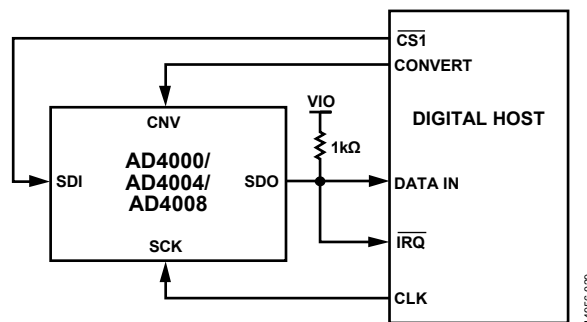 CS1
CONVERT
CNV
VIO
DIGITAL HOST
1kΩ
AD4000/
AD4004/
AD4008
SDI
SDO
DATA IN
IRQ
SCK
CLK